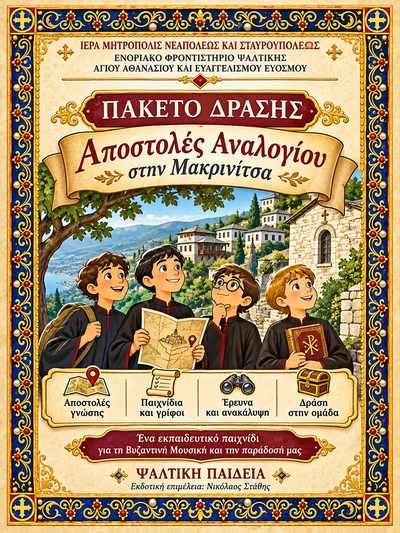 ΙΕΡΑ ΜΗΤΡΟΠΟΛΙΣ ΝΕΑΠΟΛΕΩΣ ΚΑΙ ΣΤΑΥΡΟΥΠΟΛΕΩΣ
ΕΝΟΡΙΑΚΟ ΦΡΟΝΤΙΣΤΗΡΙΟ ΨΑΛΤΙΚΗΣ
ΑΓΙΟΥ ΑΘΑΝΑΣΙΟΥ ΚΑΙ ΕΥΑΓΓΕΛΙΣΜΟΥ ΕΥΟΣΜΟΥ
ΠΑΚΕΤΟ ΔΡΑΣΗΣ
Αποστολές Αναλογίου
στην Μακρινίτσα
Αποστολές
γνώσης
Παιχνίδια
και γρίφοι
Έρευνα
και ανακάλυψη
Δράση
στην ομάδα
Ένα εκπαιδευτικό παιχνίδι
για τη Βυζαντινή Μουσική και την παράδοσή μας
ΨΑΛΤΙΚΗ ΠΑΙΔΕΙΑ
Εκδοτική επιμέλεια: Νικόλαος Στάθης